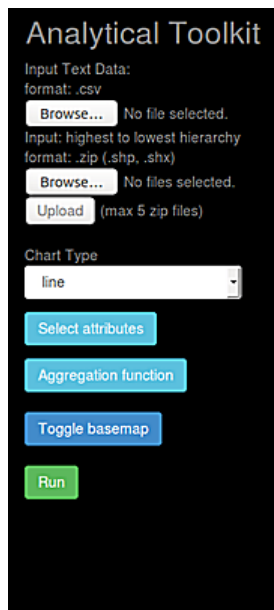 Analytical Toolkit
Input Text Data:
format: .csv
Browse... No file selected.
Input: highest to lowest hierarchy
format: .zip (.shp, .shx)
Browse... No files selected.
Upload (max 5 zip files)
Chart Type
line
Select attributes
Aggregation function
Toggle basemap
Run